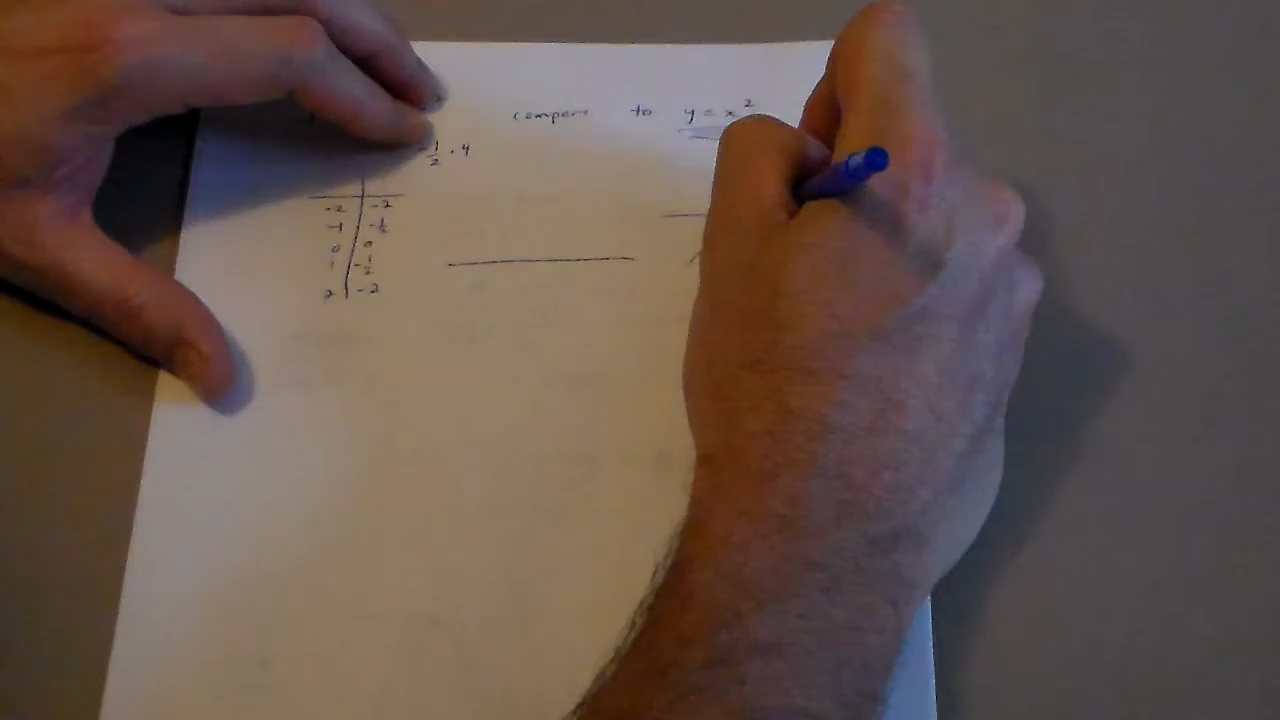 compare to y = x²
-1/2 · 4
-2 | -2
-1 | -1/2
0 | 0
1 | -1/2
2 | -2